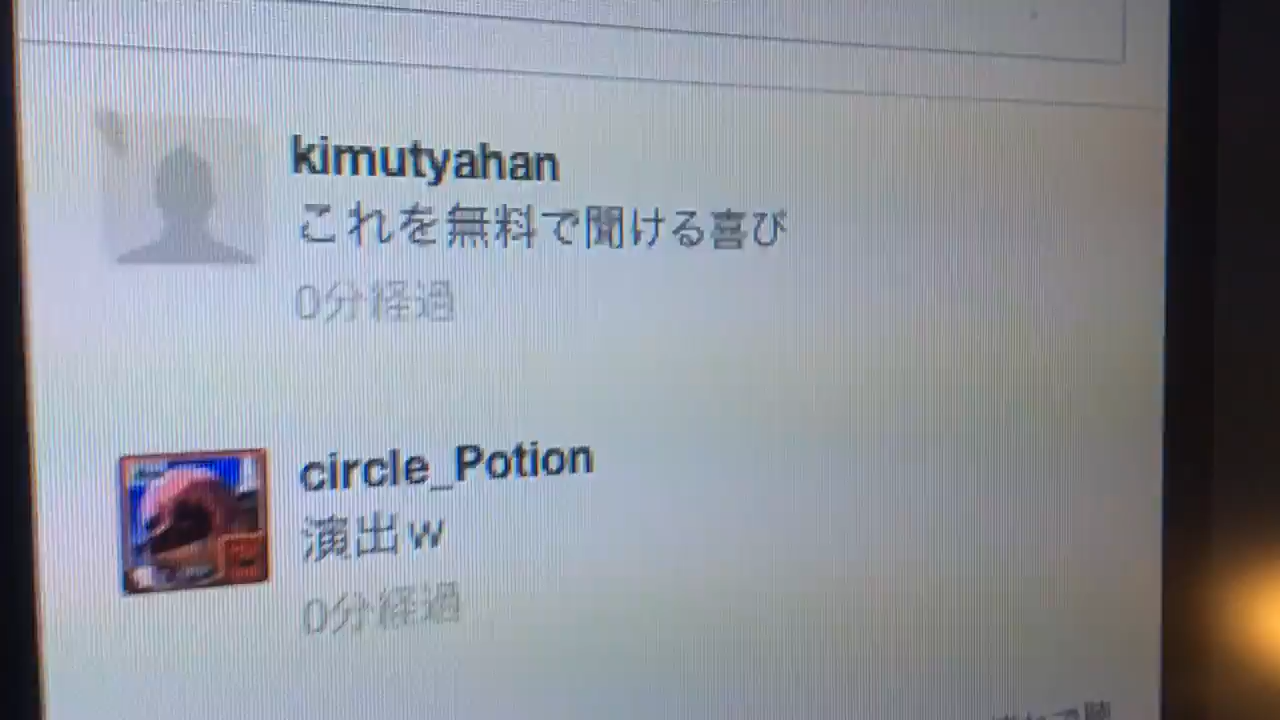 kimutyahan
これを無料で聞ける喜び
0分経過
circle_Potion
演出w
0分経過